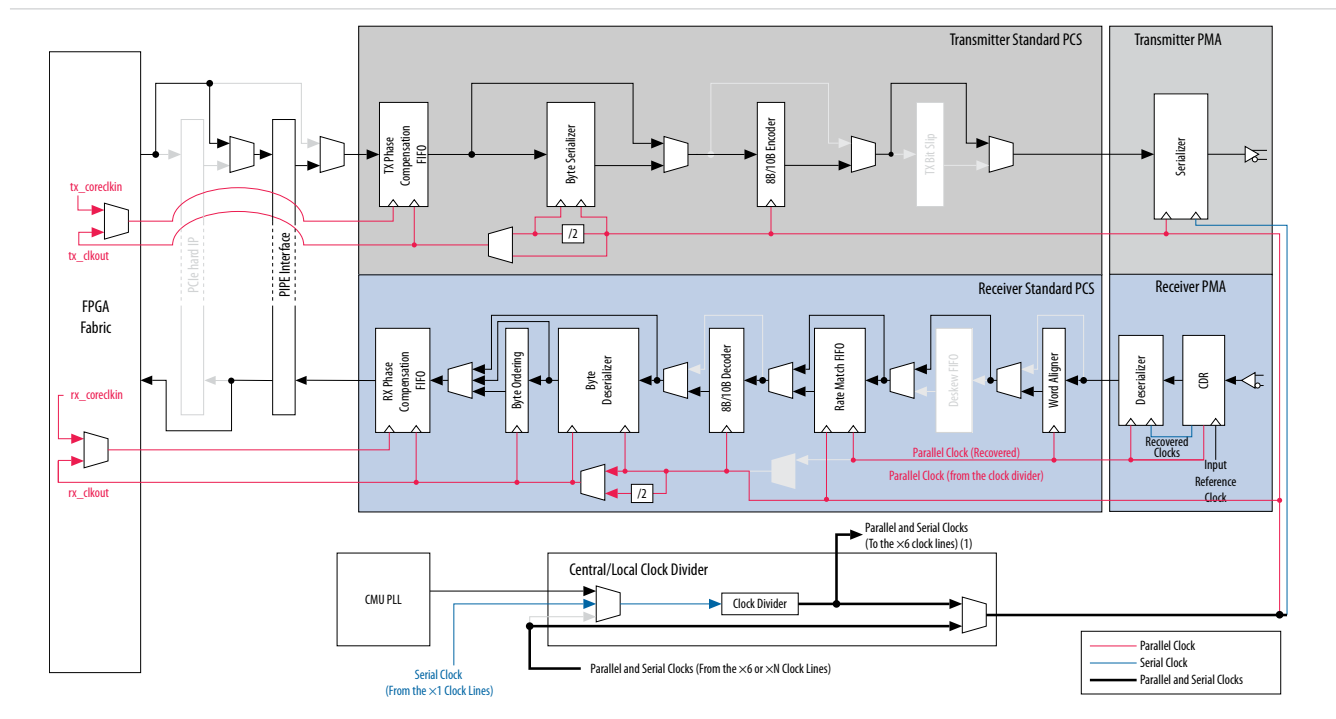 Transmitter Standard PCS
Transmitter PMA
TX Phase
Compensation
FIFO
Byte Serializer
8B/10B Encoder
TX Bit Slip
Serializer
tx_coreclkin
tx_clkout
/2
PCIe hard IP
PIPE Interface
FPGA
Fabric
Receiver Standard PCS
Receiver PMA
RX Phase
Compensation
FIFO
Byte Ordering
Byte
Deserializer
8B/10B Decoder
Rate Match FIFO
Deskew FIFO
Word Aligner
Deserializer
CDR
rx_coreclkin
rx_clkout
/2
Parallel Clock (Recovered)
Parallel Clock (from the clock divider)
Recovered
Clocks
Input
Reference
Clock
Parallel and Serial Clocks
(To the ×6 clock lines) (1)
Central/Local Clock Divider
CMU PLL
Clock Divider
Serial Clock
(From the ×1 Clock Lines)
Parallel and Serial Clocks (From the ×6 or ×N Clock Lines)
Parallel Clock
Serial Clock
Parallel and Serial Clocks